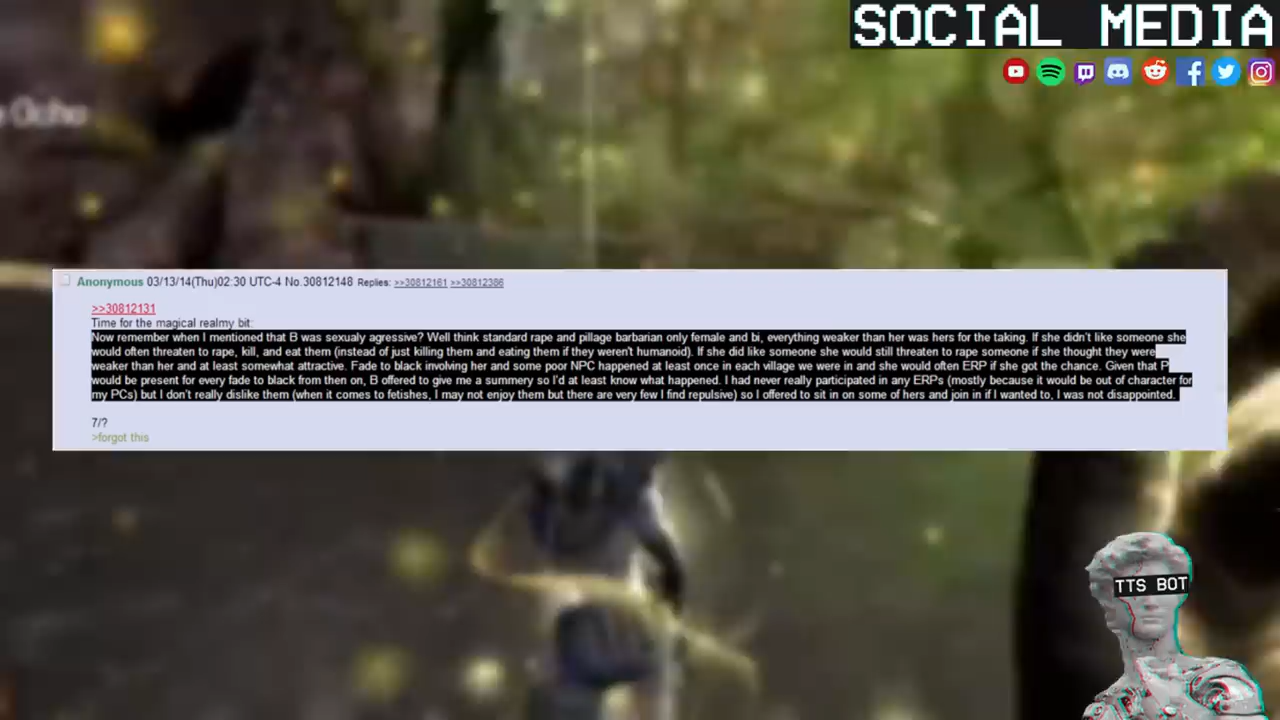 SOCIAL MEDIA
Ocho
Anonymous 03/13/14(Thu)02:30 UTC-4 No.30812148 Replies: >>30812161 >>30812386
>>30812131
Time for the magical realmy bit:
Now remember when I mentioned that B was sexualy agressive? Well think standard rape and pillage barbarian only female and bi, everything weaker than her was hers for the taking. If she didn't like someone she
would often threaten to rape, kill, and eat them (instead of just killing them and eating them if they weren't humanoid). If she did like someone she would still threaten to rape someone if she thought they were
weaker than her and at least somewhat attractive. Fade to black involving her and some poor NPC happened at least once in each village we were in and she would often ERP if she got the chance. Given that P
would be present for every fade to black from then on, B offered to give me a summery so I'd at least know what happened. I had never really participated in any ERPs (mostly because it would be out of character for
my PCs) but I don't really dislike them (when it comes to fetishes, I may not enjoy them but there are very few I find repulsive) so I offered to sit in on some of hers and join in if I wanted to, I was not disappointed.
7/?
>forgot this
TTS BOT